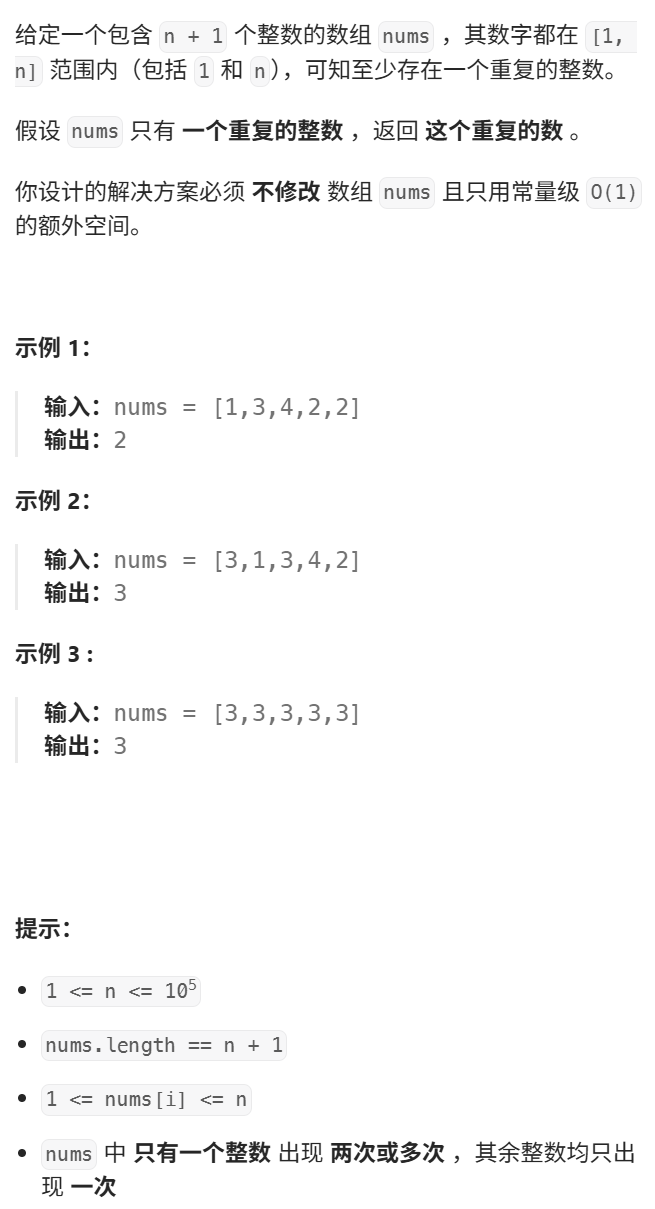 给定一个包含 n + 1 个整数的数组 nums ，其数字都在 [1,
n] 范围内（包括 1 和 n），可知至少存在一个重复的整数。
假设 nums 只有 一个重复的整数 ，返回 这个重复的数 。
你设计的解决方案必须 不修改 数组 nums 且只用常量级 O(1)
的额外空间。
示例 1：
输入：nums = [1,3,4,2,2]
输出：2
示例 2：
输入：nums = [3,1,3,4,2]
输出：3
示例 3 :
输入：nums = [3,3,3,3,3]
输出：3
提示：
• 1 <= n <= 10⁵
• nums.length == n + 1
• 1 <= nums[i] <= n
• nums 中 只有一个整数 出现 两次或多次 ，其余整数均只出
现 一次